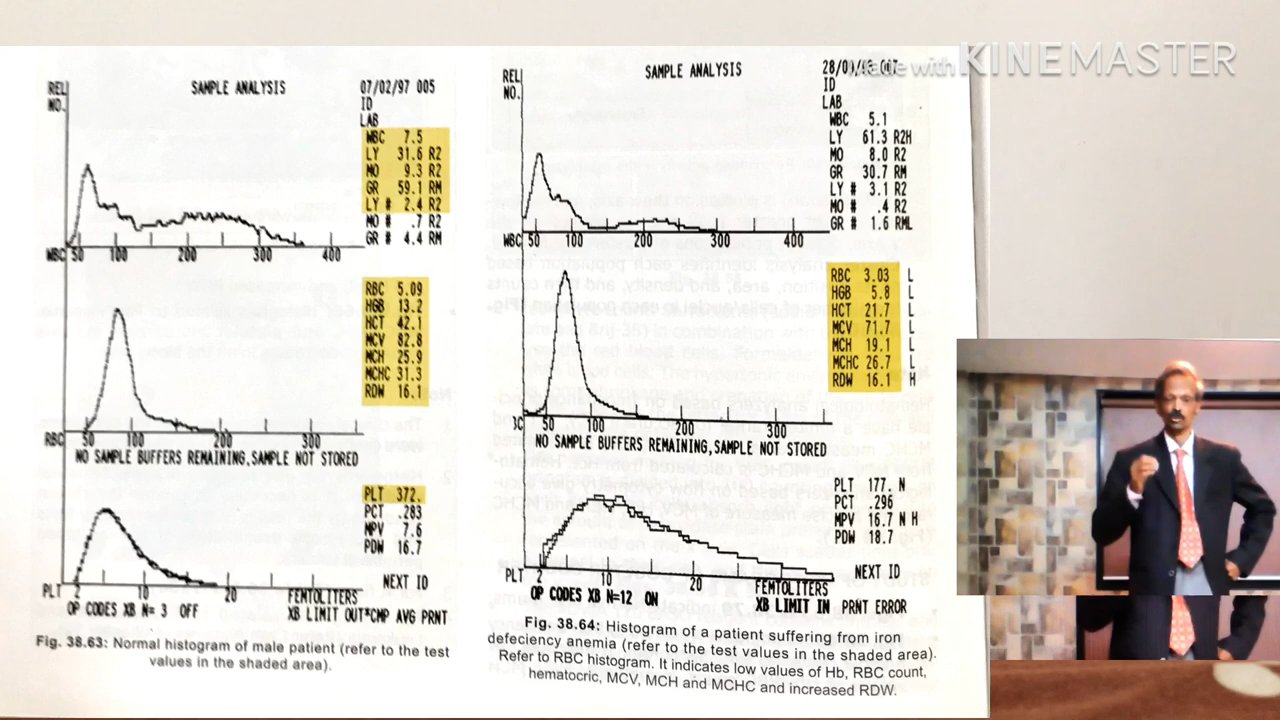 Made with KINEMASTER
SAMPLE ANALYSIS
07/02/97 005
ID
LAB
REL
NO.
WBC 7.5
LY 31.6 R2
MO 9.3 R2
GR 59.1 RM
LY # 2.4 R2
MO # .7 R2
GR # 4.4 RM
WBC 50 100 200 300 400
RBC 5.09
HGB 13.2
HCT 42.1
MCV 82.8
MCH 25.9
MCHC 31.3
RDW 16.1
RBC 50 100 200 300
NO SAMPLE BUFFERS REMAINING,SAMPLE NOT STORED
PLT 372.
PCT .283
MPV 7.6
PDW 16.7
NEXT ID
PLT 2 10 20 FEMTOLITERS
OP CODES XB N= 3 OFF XB LIMIT OUT*CMP AVG PRNT
Fig. 38.63: Normal histogram of male patient (refer to the test
values in the shaded area).
SAMPLE ANALYSIS
ID
LAB
REL
NO.
WBC 5.1
LY 61.3 R2H
MO 8.0 R2
GR 30.7 RM
LY # 3.1 R2
MO # .4 R2
GR # 1.6 RML
WBC 50 100 200 300 400
RBC 3.03 L
HGB 5.8 L
HCT 21.7 L
MCV 71.7 L
MCH 19.1 L
MCHC 26.7 L
RDW 16.1 H
50 100 200 300
NO SAMPLE BUFFERS REMAINING,SAMPLE NOT STORED
PLT 177. N
PCT .296
MPV 16.7 N H
PDW 18.7
NEXT ID
PLT 2 10 20 FEMTOLITERS
OP CODES XB N=12 ON XB LIMIT IN PRNT ERROR
Fig. 38.64: Histogram of a patient suffering from iron
defeciency anemia (refer to the test values in the shaded area).
Refer to RBC histogram. It indicates low values of Hb, RBC count,
hematocric, MCV, MCH and MCHC and increased RDW.